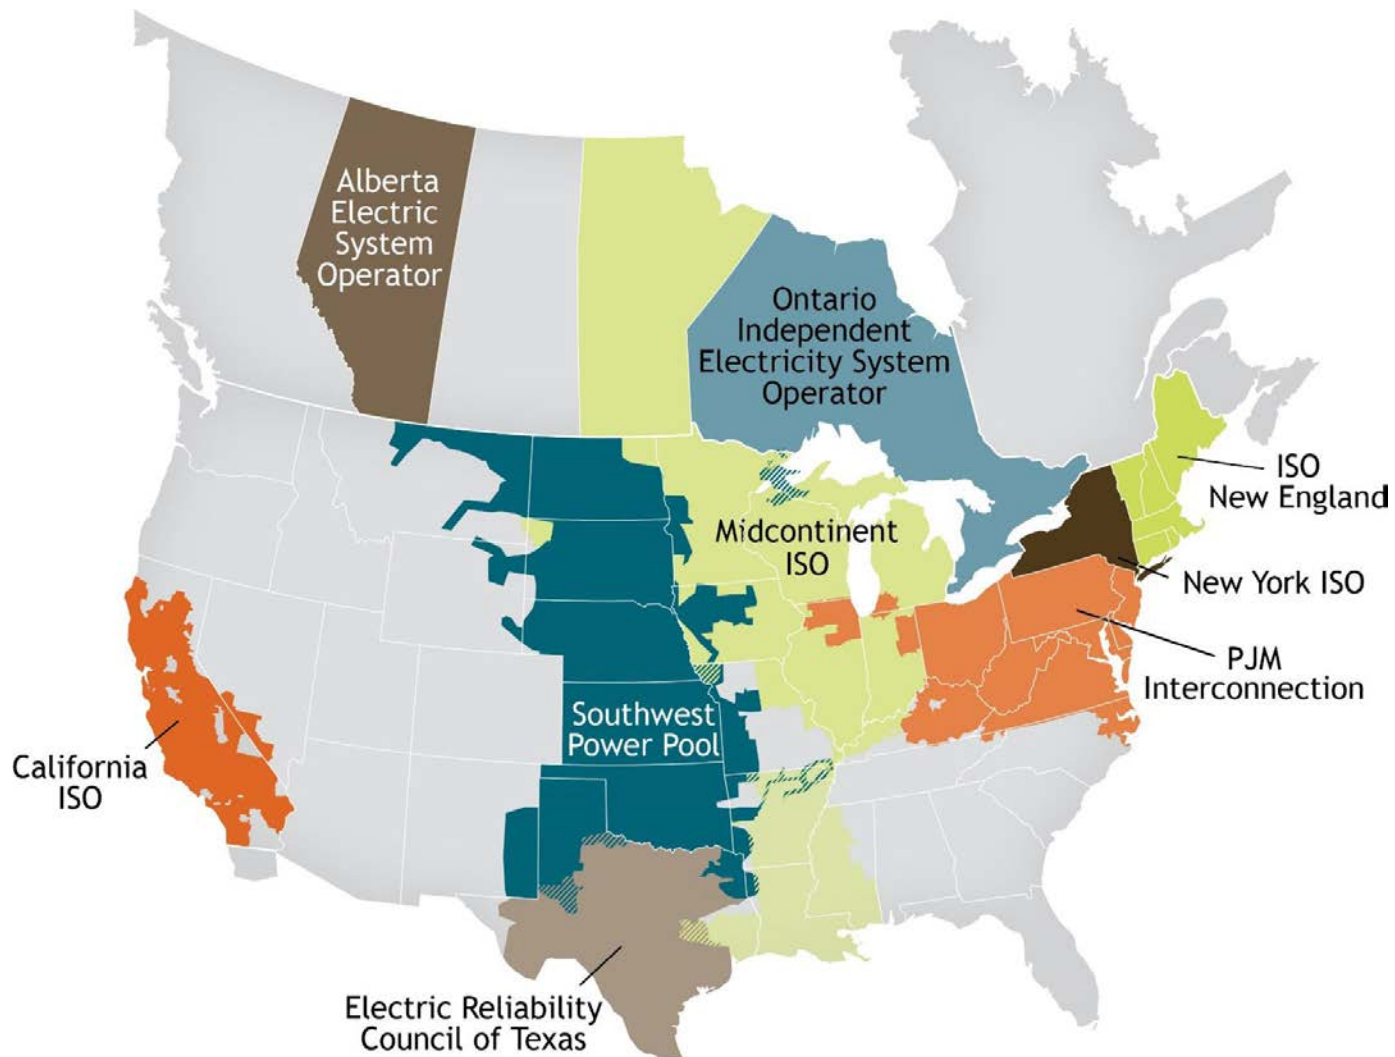 Alberta
Electric
System
Operator
Ontario
Independent
Electricity System
Operator
ISO
New England
Midcontinent
ISO
New York ISO
PJM
Interconnection
Southwest
Power Pool
California
ISO
Electric Reliability
Council of Texas